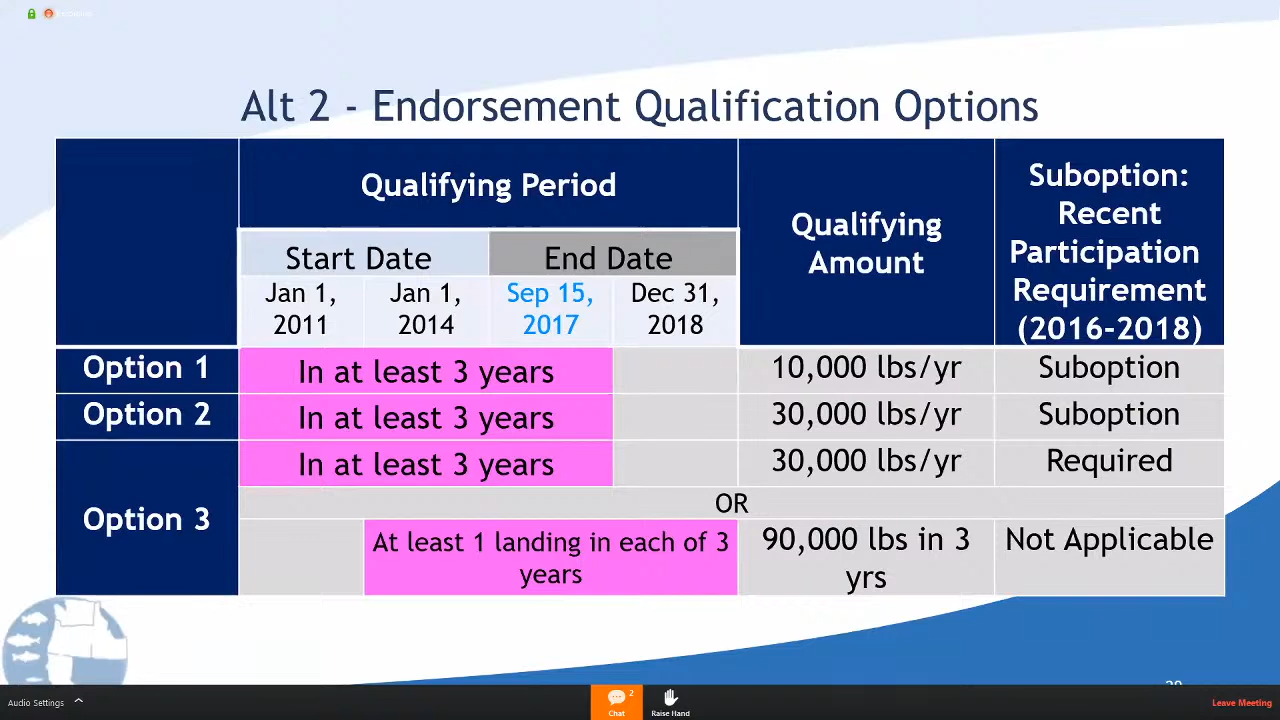 Alt 2 - Endorsement Qualification Options
Qualifying Period
Qualifying
Amount
Suboption:
Recent
Participation
Requirement
(2016-2018)
Start Date
End Date
Jan 1,
2011
Jan 1,
2014
Sep 15,
2017
Dec 31,
2018
Option 1
In at least 3 years
10,000 lbs/yr
Suboption
Option 2
In at least 3 years
30,000 lbs/yr
Suboption
Option 3
In at least 3 years
30,000 lbs/yr
Required
OR
At least 1 landing in each of 3
years
90,000 lbs in 3
yrs
Not Applicable
Audio Settings
2
Chat
Raise Hand
Leave Meeting